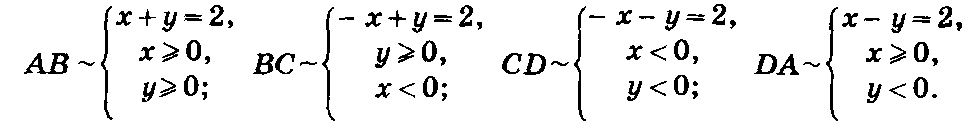 AB ~ { x + y = 2, x ⩾ 0, y ⩾ 0;
BC ~ { − x + y = 2, y ⩾ 0, x < 0;
CD ~ { − x − y = 2, x < 0, y < 0;
DA ~ { x − y = 2, x ⩾ 0, y < 0.